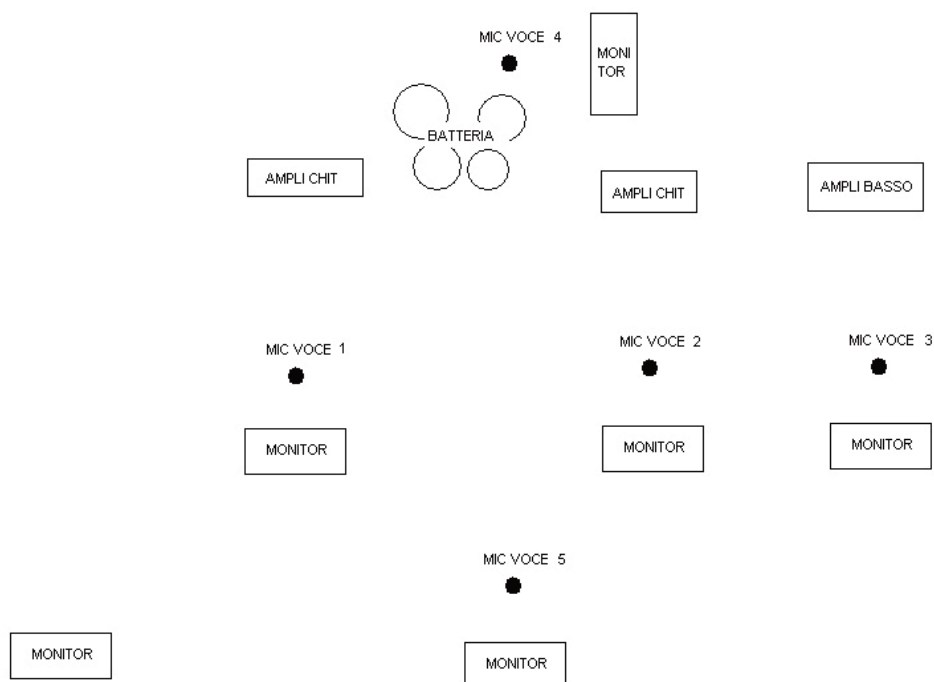 MIC VOCE 4
MONI
TOR
BATTERIA
AMPLI CHIT
AMPLI CHIT
AMPLI BASSO
MIC VOCE 1
MIC VOCE 2
MIC VOCE 3
MONITOR
MONITOR
MONITOR
MIC VOCE 5
MONITOR
MONITOR